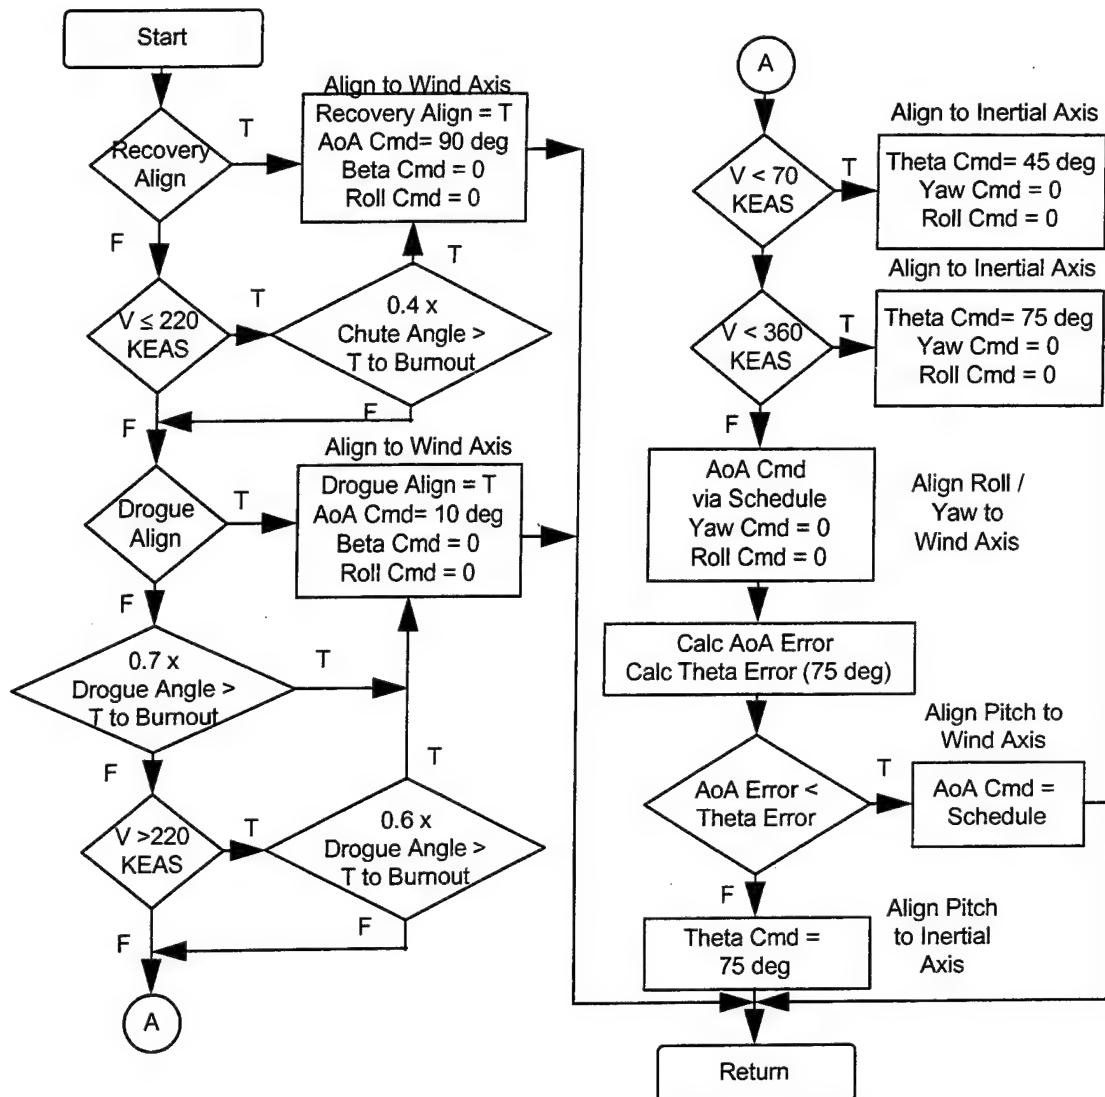 Start
Recovery
Align
T
Align to Wind Axis
Recovery Align = T
AoA Cmd= 90 deg
Beta Cmd = 0
Roll Cmd = 0
F
T
V ≤ 220
KEAS
T
0.4 x
Chute Angle >
T to Burnout
F
F
Drogue
Align
T
Align to Wind Axis
Drogue Align = T
AoA Cmd= 10 deg
Beta Cmd = 0
Roll Cmd = 0
F
0.7 x
Drogue Angle >
T to Burnout
T
F
T
V >220
KEAS
T
0.6 x
Drogue Angle >
T to Burnout
F
F
A
A
V < 70
KEAS
T
Align to Inertial Axis
Theta Cmd= 45 deg
Yaw Cmd = 0
Roll Cmd = 0
V < 360
KEAS
T
Align to Inertial Axis
Theta Cmd= 75 deg
Yaw Cmd = 0
Roll Cmd = 0
F
AoA Cmd
via Schedule
Yaw Cmd = 0
Roll Cmd = 0
Align Roll /
Yaw to
Wind Axis
Calc AoA Error
Calc Theta Error (75 deg)
AoA Error <
Theta Error
T
Align Pitch to
Wind Axis
AoA Cmd =
Schedule
F
Theta Cmd =
75 deg
Align Pitch
to Inertial
Axis
Return